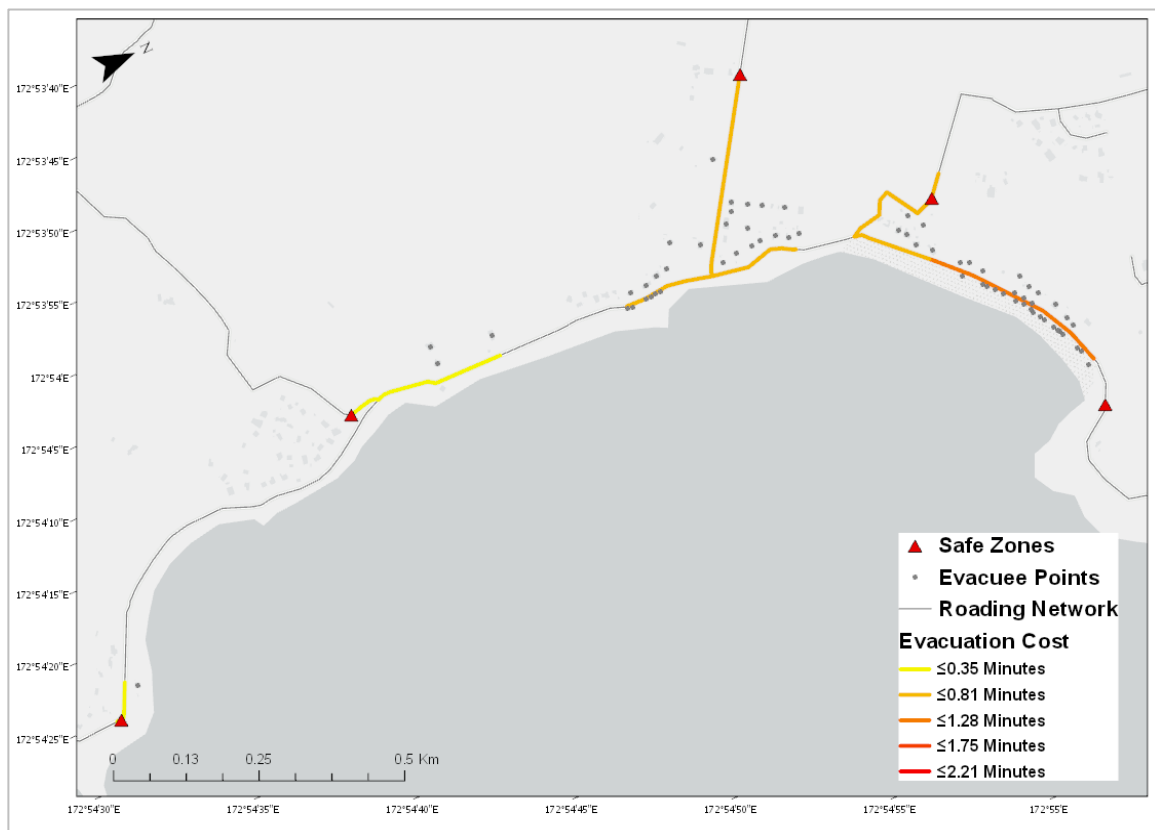 N
172°53'40"E
172°53'45"E
172°53'50"E
172°53'55"E
172°54'E
172°54'5"E
172°54'10"E
172°54'15"E
172°54'20"E
172°54'25"E
Safe Zones
Evacuee Points
Roading Network
Evacuation Cost
≤0.35 Minutes
≤0.81 Minutes
≤1.28 Minutes
≤1.75 Minutes
≤2.21 Minutes
0 0.13 0.25 0.5 Km
172°54'30"E 172°54'35"E 172°54'40"E 172°54'45"E 172°54'50"E 172°54'55"E 172°55'E